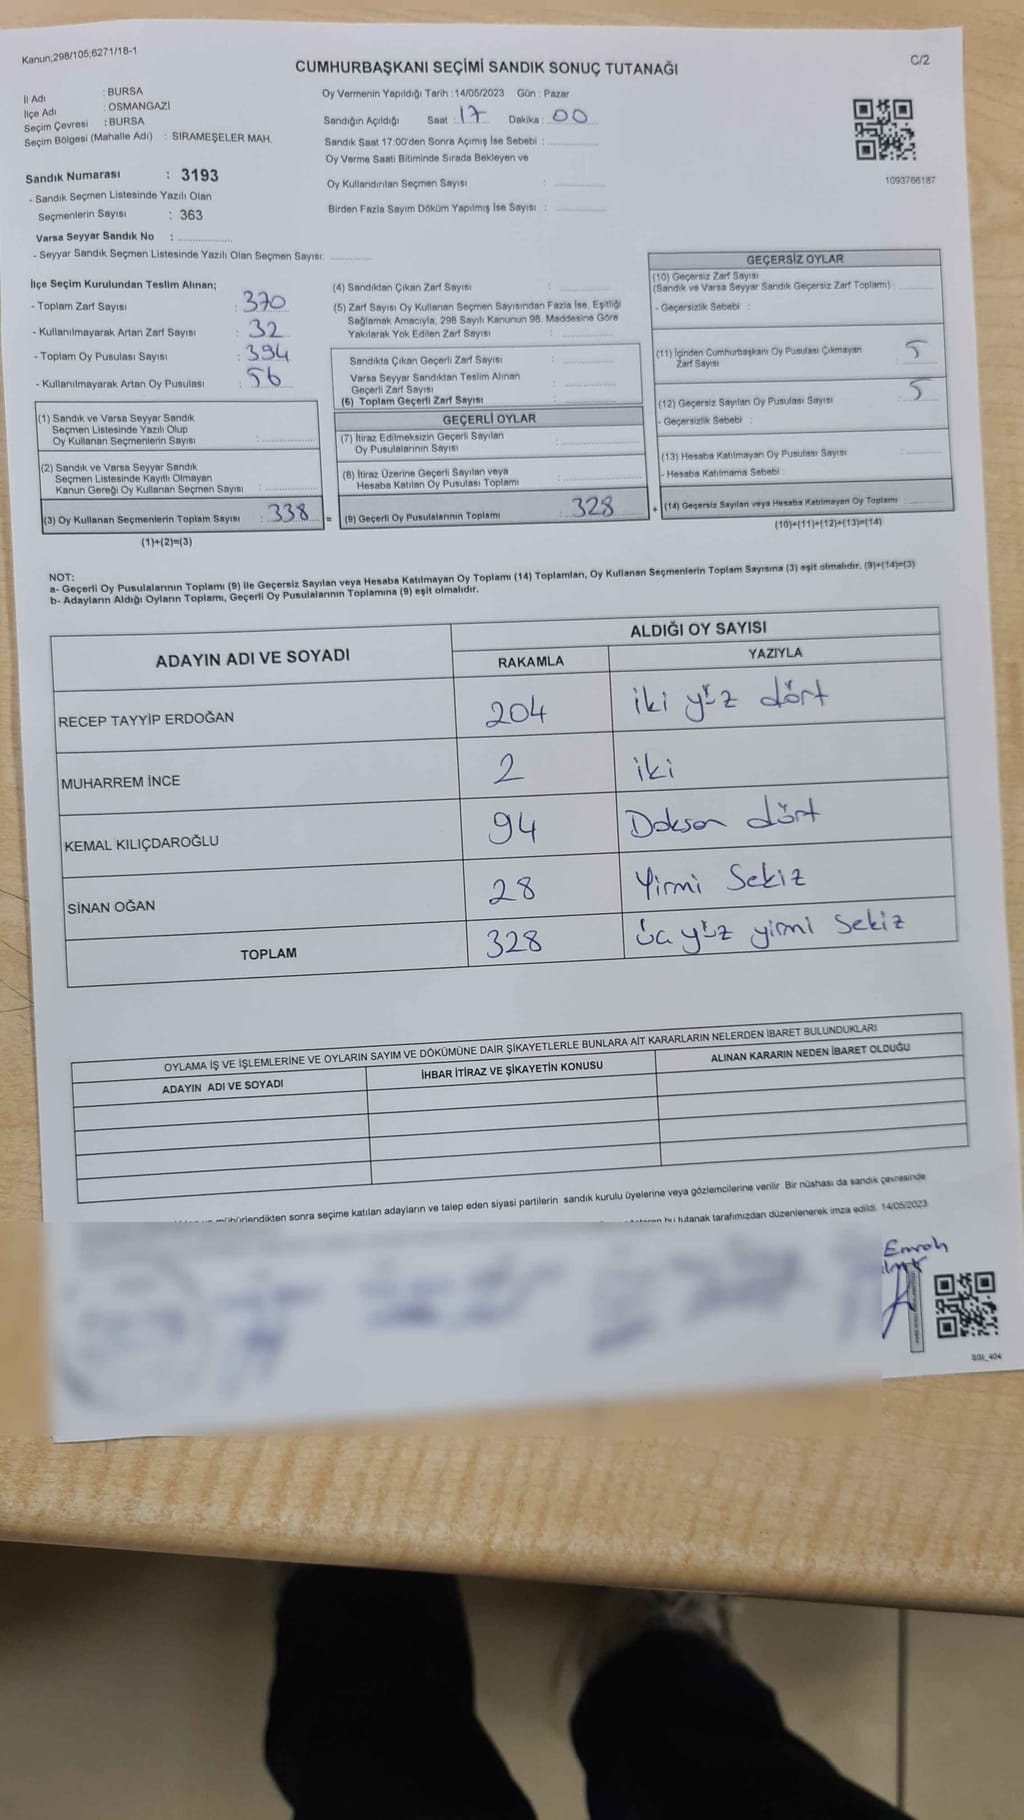 Kanun;298/105,6271/18-1
C/2
CUMHURBAŞKANI SEÇİMİ SANDIK SONUÇ TUTANAĞI
İl Adı : BURSA
İlçe Adı : OSMANGAZİ
Seçim Çevresi : BURSA
Seçim Bölgesi (Mahalle Adı) : SIRAMEŞELER MAH.
Sandık Numarası : 3193
- Sandık Seçmen Listesinde Yazılı Olan
Seçmenlerin Sayısı : 363
Varsa Seyyar Sandık No :
- Seyyar Sandık Seçmen Listesinde Yazılı Olan Seçmen Sayısı:
Oy Vermenin Yapıldığı Tarih :14/05/2023 Gün : Pazar
Sandığın Açıldığı Saat : 17 Dakika : 00
Sandık Saat 17:00'den Sonra Açımış İse Sebebi :
Oy Verme Saati Bitiminde Sırada Bekleyen ve
Oy Kullandırılan Seçmen Sayısı :
Birden Fazla Sayım Döküm Yapılmış İse Sayısı :
1093766187
İlçe Seçim Kurulundan Teslim Alınan;
- Toplam Zarf Sayısı : 370
- Kullanılmayarak Artan Zarf Sayısı : 32
- Toplam Oy Pusulası Sayısı : 394
- Kullanılmayarak Artan Oy Pusulası : 56
(1) Sandık ve Varsa Seyyar Sandık
Seçmen Listesinde Yazılı Olup
Oy Kullanan Seçmenlerin Sayısı :
(2) Sandık ve Varsa Seyyar Sandık
Seçmen Listesinde Kayıtlı Olmayan
Kanun Gereği Oy Kullanan Seçmen Sayısı :
(3) Oy Kullanan Seçmenlerin Toplam Sayısı : 338 =
(1)+(2)=(3)
(4) Sandıktan Çıkan Zarf Sayısı :
(5) Zarf Sayısı Oy Kullanan Seçmen Sayısından Fazla İse, Eşitliği
Sağlamak Amacıyla; 298 Sayılı Kanunun 98. Maddesine Göre
Yakılarak Yok Edilen Zarf Sayısı :
Sandıkta Çıkan Geçerli Zarf Sayısı :
Varsa Seyyar Sandıktan Teslim Alınan
Geçerli Zarf Sayısı :
(6) Toplam Geçerli Zarf Sayısı :
GEÇERLİ OYLAR
(7) İtiraz Edilmeksizin Geçerli Sayılan
Oy Pusulalarının Sayısı :
(8) İtiraz Üzerine Geçerli Sayılan veya
Hesaba Katılan Oy Pusulası Toplamı :
(9) Geçerli Oy Pusulalarının Toplamı : 328 +
GEÇERSİZ OYLAR
(10) Geçersiz Zarf Sayısı
(Sandık ve Varsa Seyyar Sandık Geçersiz Zarf Toplamı) :
- Geçersizlik Sebebi :
(11) İçinden Cumhurbaşkanı Oy Pusulası Çıkmayan
Zarf Sayısı : 5
(12) Geçersiz Sayılan Oy Pusulası Sayısı : 5
- Geçersizlik Sebebi :
(13) Hesaba Katılmayan Oy Pusulası Sayısı :
- Hesaba Katılmama Sebebi :
(14) Geçersiz Sayılan veya Hesaba Katılmayan Oy Toplamı :
(10)+(11)+(12)+(13)=(14)
NOT:
a- Geçerli Oy Pusulalarının Toplamı (9) ile Geçersiz Sayılan veya Hesaba Katılmayan Oy Toplamı (14) Toplamları, Oy Kullanan Seçmenlerin Toplam Sayısına (3) eşit olmalıdır. (9)+(14)=(3)
b- Adayların Aldığı Oyların Toplamı, Geçerli Oy Pusulalarının Toplamına (9) eşit olmalıdır.
ADAYIN ADI VE SOYADI
ALDIĞI OY SAYISI
RAKAMLA YAZIYLA
RECEP TAYYİP ERDOĞAN 204 iki yüz dört
MUHARREM İNCE 2 iki
KEMAL KILIÇDAROĞLU 94 Doksan dört
SİNAN OĞAN 28 Yirmi Sekiz
TOPLAM 328 üç yüz yirmi sekiz
OYLAMA İŞ VE İŞLEMLERİNE VE OYLARIN SAYIM VE DÖKÜMÜNE DAİR ŞİKAYETLERLE BUNLARA AİT KARARLARIN NELERDEN İBARET BULUNDUKLARI
ADAYIN ADI VE SOYADI İHBAR İTİRAZ VE ŞİKAYETİN KONUSU ALINAN KARARIN NEDEN İBARET OLDUĞU
mühürlendikten sonra seçime katılan adayların ve talep eden siyasi partilerin sandık kurulu üyelerine veya gözlemcilerine verilir. Bir nüshası da sandık çevresinde
bu tutanak tarafımızdan düzenlenerek imza edildi. 14/05/2023
Emrah
SSI_404